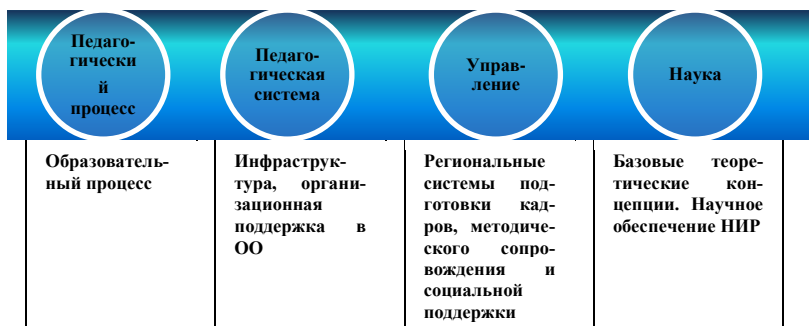 Педаго-
гически
й
процесс
Педаго-
гическая
система
Управ-
ление
Наука
Образователь-
ный процесс
Инфраструк-
тура, органи-
зационная
поддержка в
ОО
Региональные
системы под-
готовки кад-
ров, методиче-
ского сопро-
вождения и
социальной
поддержки
Базовые теоре-
тические кон-
цепции. Научное
обеспечение НИР